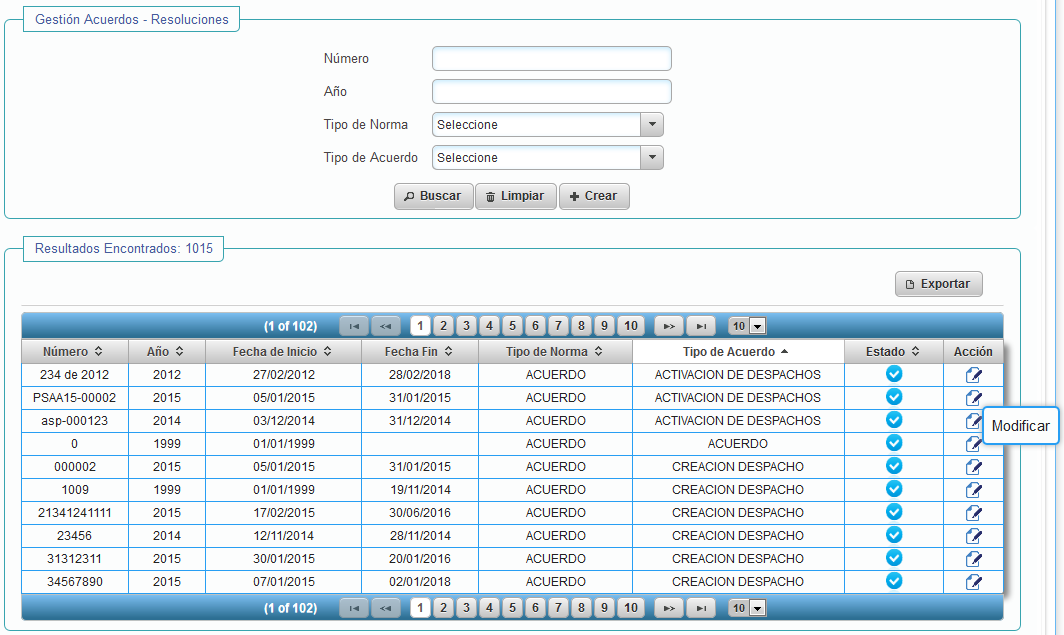 Gestión Acuerdos - Resoluciones
Número
Año
Tipo de Norma Seleccione
Tipo de Acuerdo Seleccione
Buscar Limpiar Crear
Resultados Encontrados: 1015
Exportar
(1 of 102) 1 2 3 4 5 6 7 8 9 10 10
Número Año Fecha de Inicio Fecha Fin Tipo de Norma Tipo de Acuerdo Estado Acción
234 de 2012 2012 27/02/2012 28/02/2018 ACUERDO ACTIVACION DE DESPACHOS
PSAA15-00002 2015 05/01/2015 31/01/2015 ACUERDO ACTIVACION DE DESPACHOS
asp-000123 2014 03/12/2014 31/12/2014 ACUERDO ACTIVACION DE DESPACHOS
Modificar
0 1999 01/01/1999 ACUERDO ACUERDO
000002 2015 05/01/2015 31/01/2015 ACUERDO CREACION DESPACHO
1009 1999 01/01/1999 19/11/2014 ACUERDO CREACION DESPACHO
21341241111 2015 17/02/2015 30/06/2016 ACUERDO CREACION DESPACHO
23456 2014 12/11/2014 28/11/2014 ACUERDO CREACION DESPACHO
31312311 2015 30/01/2015 20/01/2016 ACUERDO CREACION DESPACHO
34567890 2015 07/01/2015 02/01/2018 ACUERDO CREACION DESPACHO
(1 of 102) 1 2 3 4 5 6 7 8 9 10 10